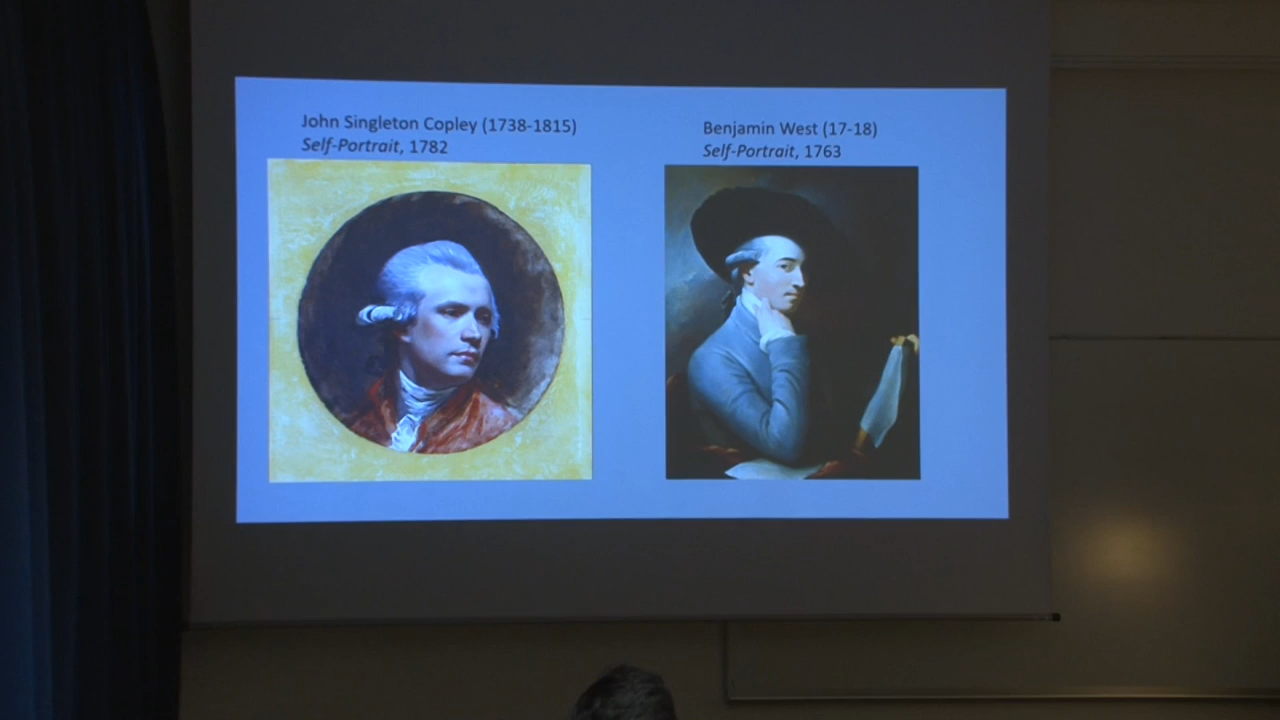 John Singleton Copley (1738-1815)
Self-Portrait, 1782
Benjamin West (17-18)
Self-Portrait, 1763